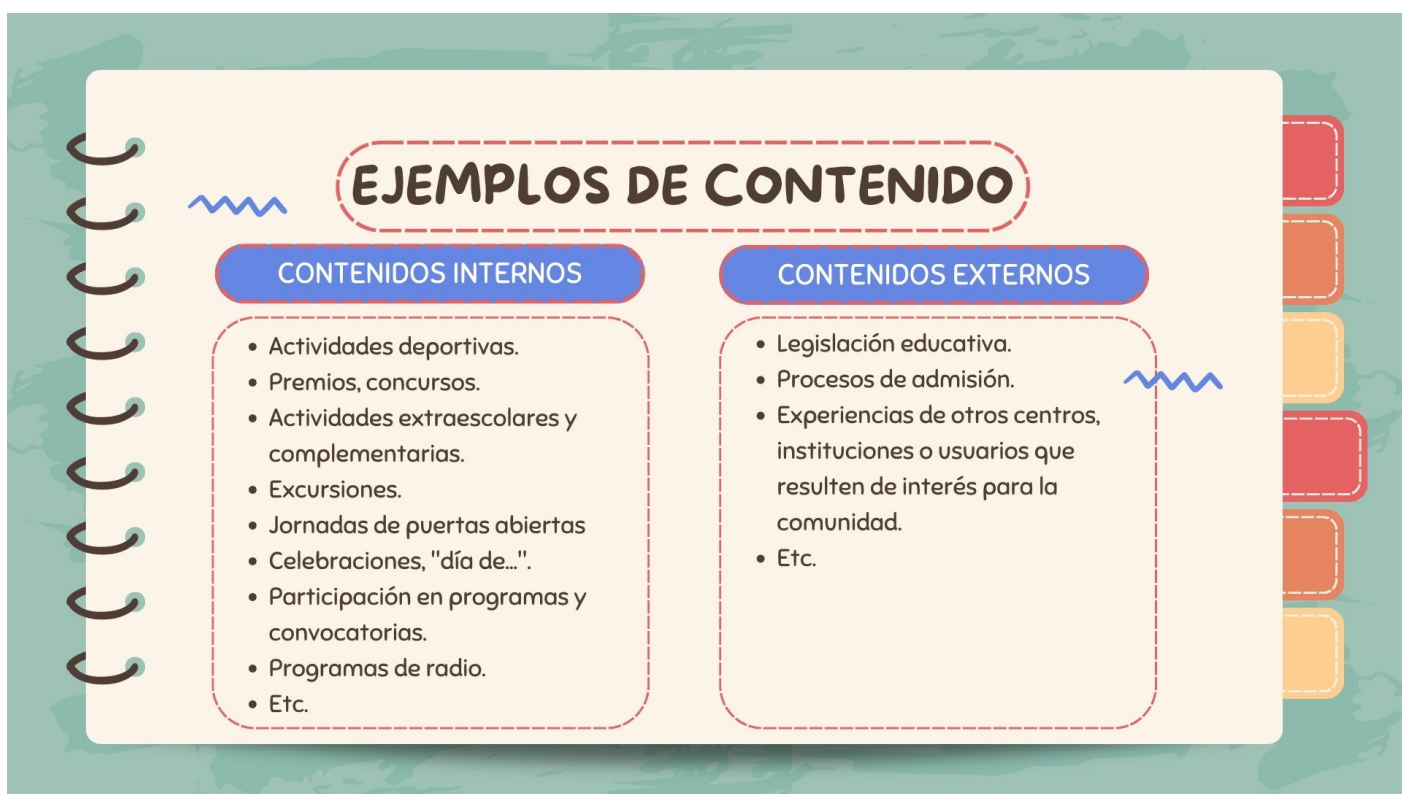 EJEMPLOS DE CONTENIDO
CONTENIDOS INTERNOS
• Actividades deportivas.
• Premios, concursos.
• Actividades extraescolares y
complementarias.
• Excursiones.
• Jornadas de puertas abiertas
• Celebraciones, "día de...".
• Participación en programas y
convocatorias.
• Programas de radio.
• Etc.
CONTENIDOS EXTERNOS
• Legislación educativa.
• Procesos de admisión.
• Experiencias de otros centros,
instituciones o usuarios que
resulten de interés para la
comunidad.
• Etc.